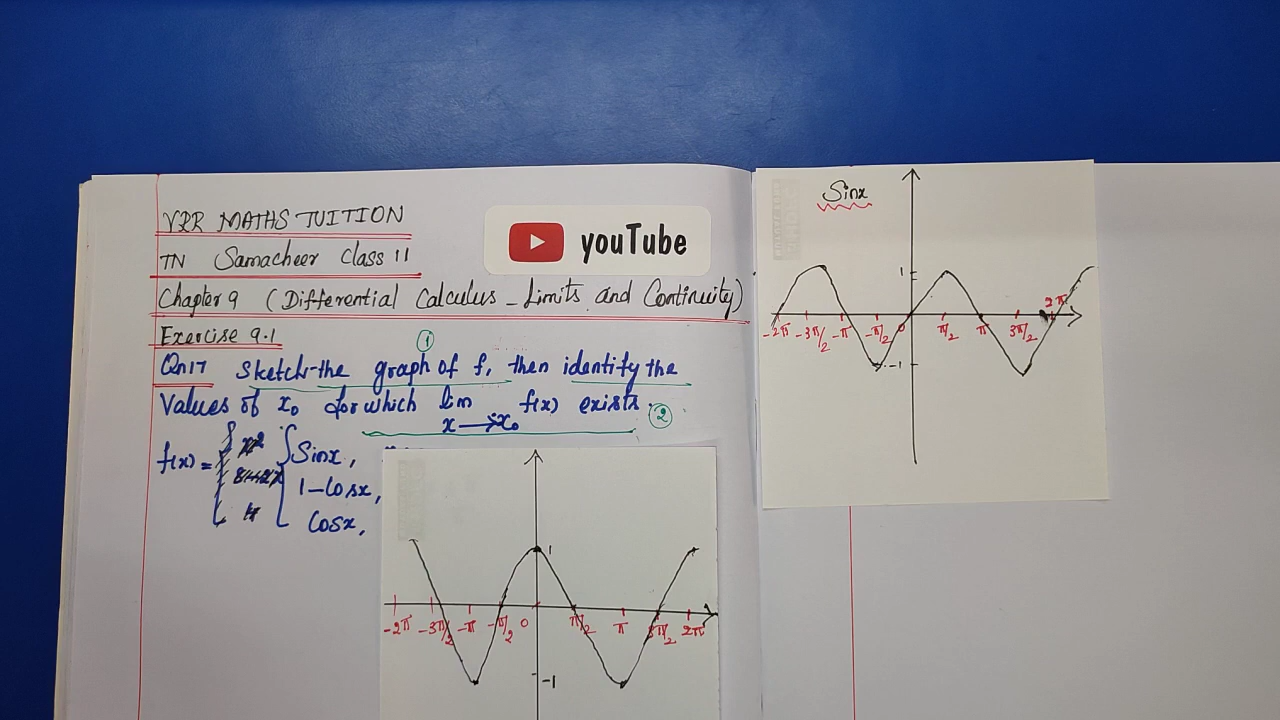 VRR MATHS TUITION
TN Samacheer Class 11
Chapter 9 (Differential Calculus - Limits and Continuity)
Exercise 9.1
Qn17 Sketch the graph of f, then identify the
①
Values of x₀ for which lim f(x) exists.
x→x₀
②
f(x) = { Sinx,
1-Cosx,
Cosx,
youTube
Sinx
1
-2π -3π/2 -π -π/2 0 π/2 π 3π/2 2π
-1
1
-2π -3π/2 -π -π/2 0 π/2 π 3π/2 2π
-1